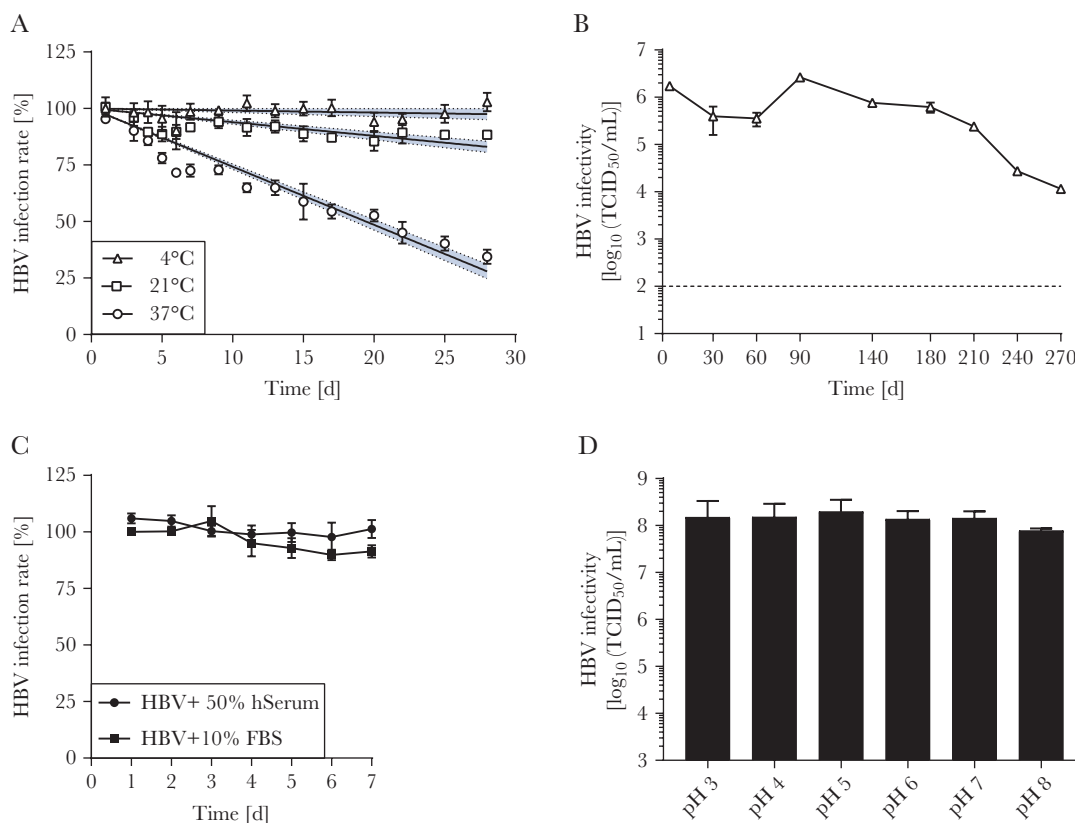 A
HBV infection rate [%]
125
100
75
50
25
0
4°C
21°C
37°C
0 5 10 15 20 25 30
Time [d]
B
HBV infectivity
[log10 (TCID50/mL)]
7
6
5
4
3
2
1
0 30 60 90 140 180 210 240 270
Time [d]
C
HBV infection rate [%]
125
100
75
50
25
0
HBV+ 50% hSerum
HBV+10% FBS
0 1 2 3 4 5 6 7
Time [d]
D
HBV infectivity
[log10 (TCID50/mL)]
9
8
7
6
5
4
3
pH 3 pH 4 pH 5 pH 6 pH 7 pH 8